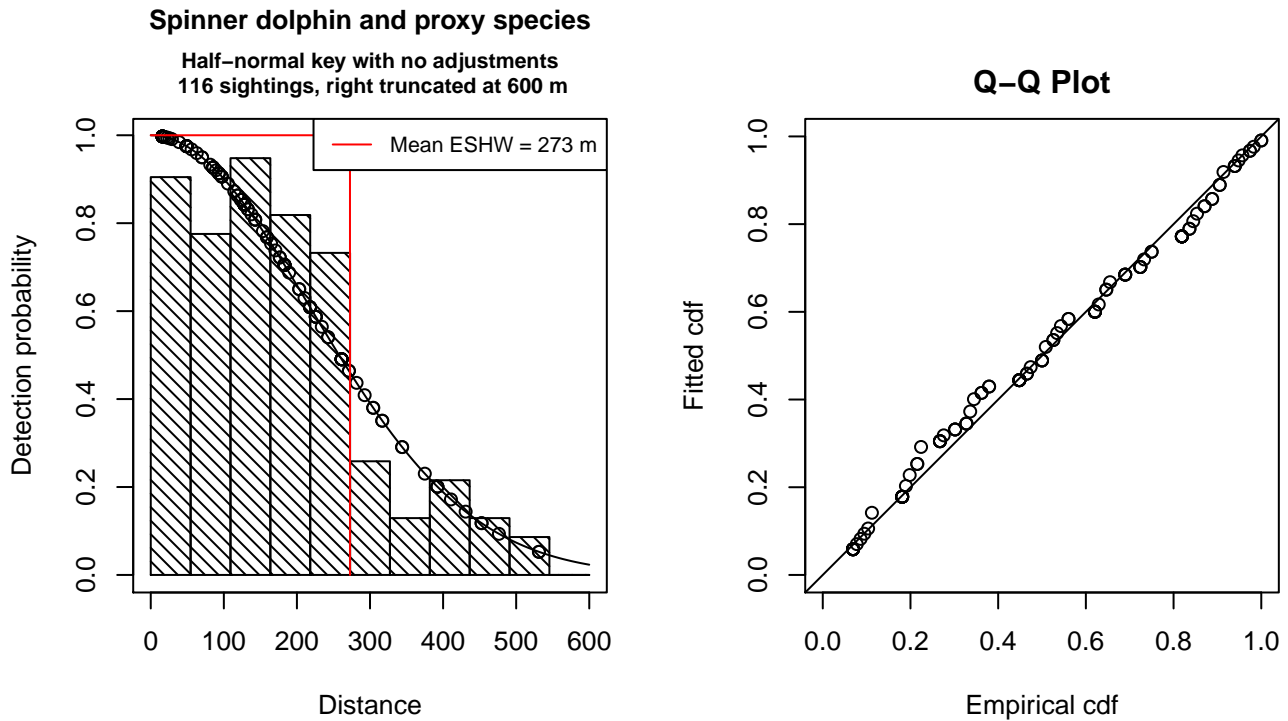 Spinner dolphin and proxy species
Half−normal key with no adjustments
116 sightings, right truncated at 600 m
Mean ESHW = 273 m
Detection probability
1.0
0.8
0.6
0.4
0.2
0.0
0 100 200 300 400 500 600
Distance
Q−Q Plot
Fitted cdf
1.0
0.8
0.6
0.4
0.2
0.0
0.0 0.2 0.4 0.6 0.8 1.0
Empirical cdf